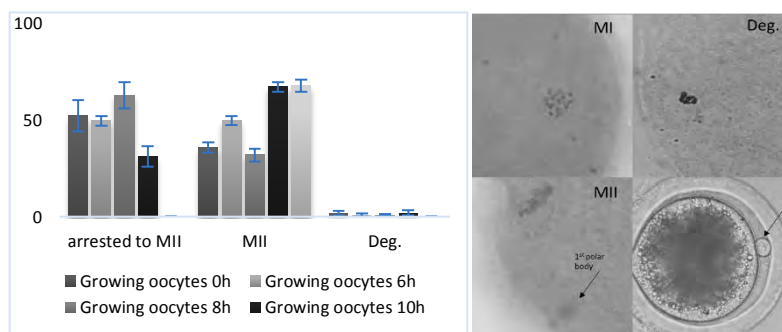 100
50
0
arrested to MII
MII
Deg.
Growing oocytes 0h
Growing oocytes 6h
Growing oocytes 8h
Growing oocytes 10h
MI
Deg.
MII
1st polar
body